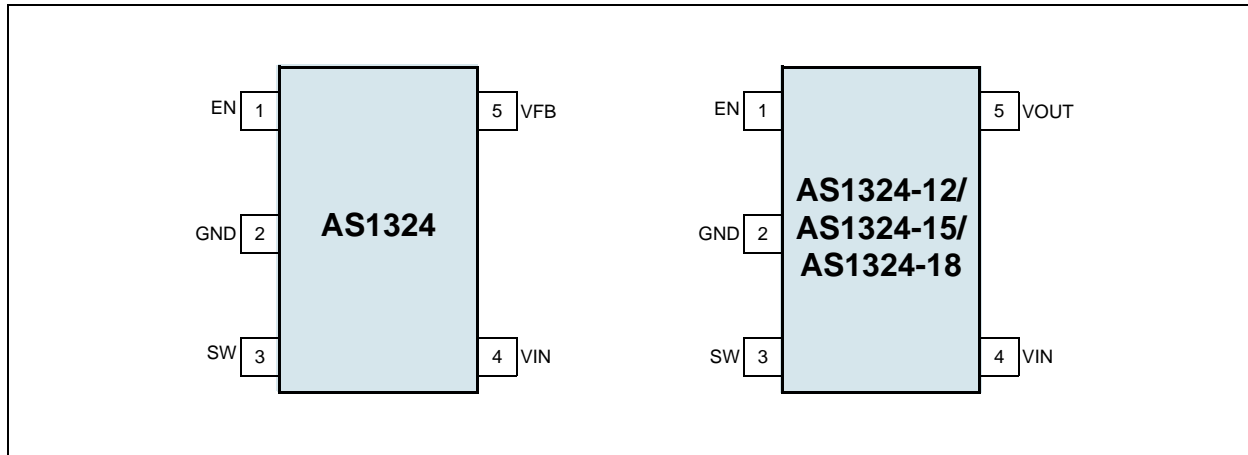 EN 1
5 VFB
GND 2
AS1324
SW 3
4 VIN
EN 1
5 VOUT
GND 2
AS1324-12/
AS1324-15/
AS1324-18
SW 3
4 VIN